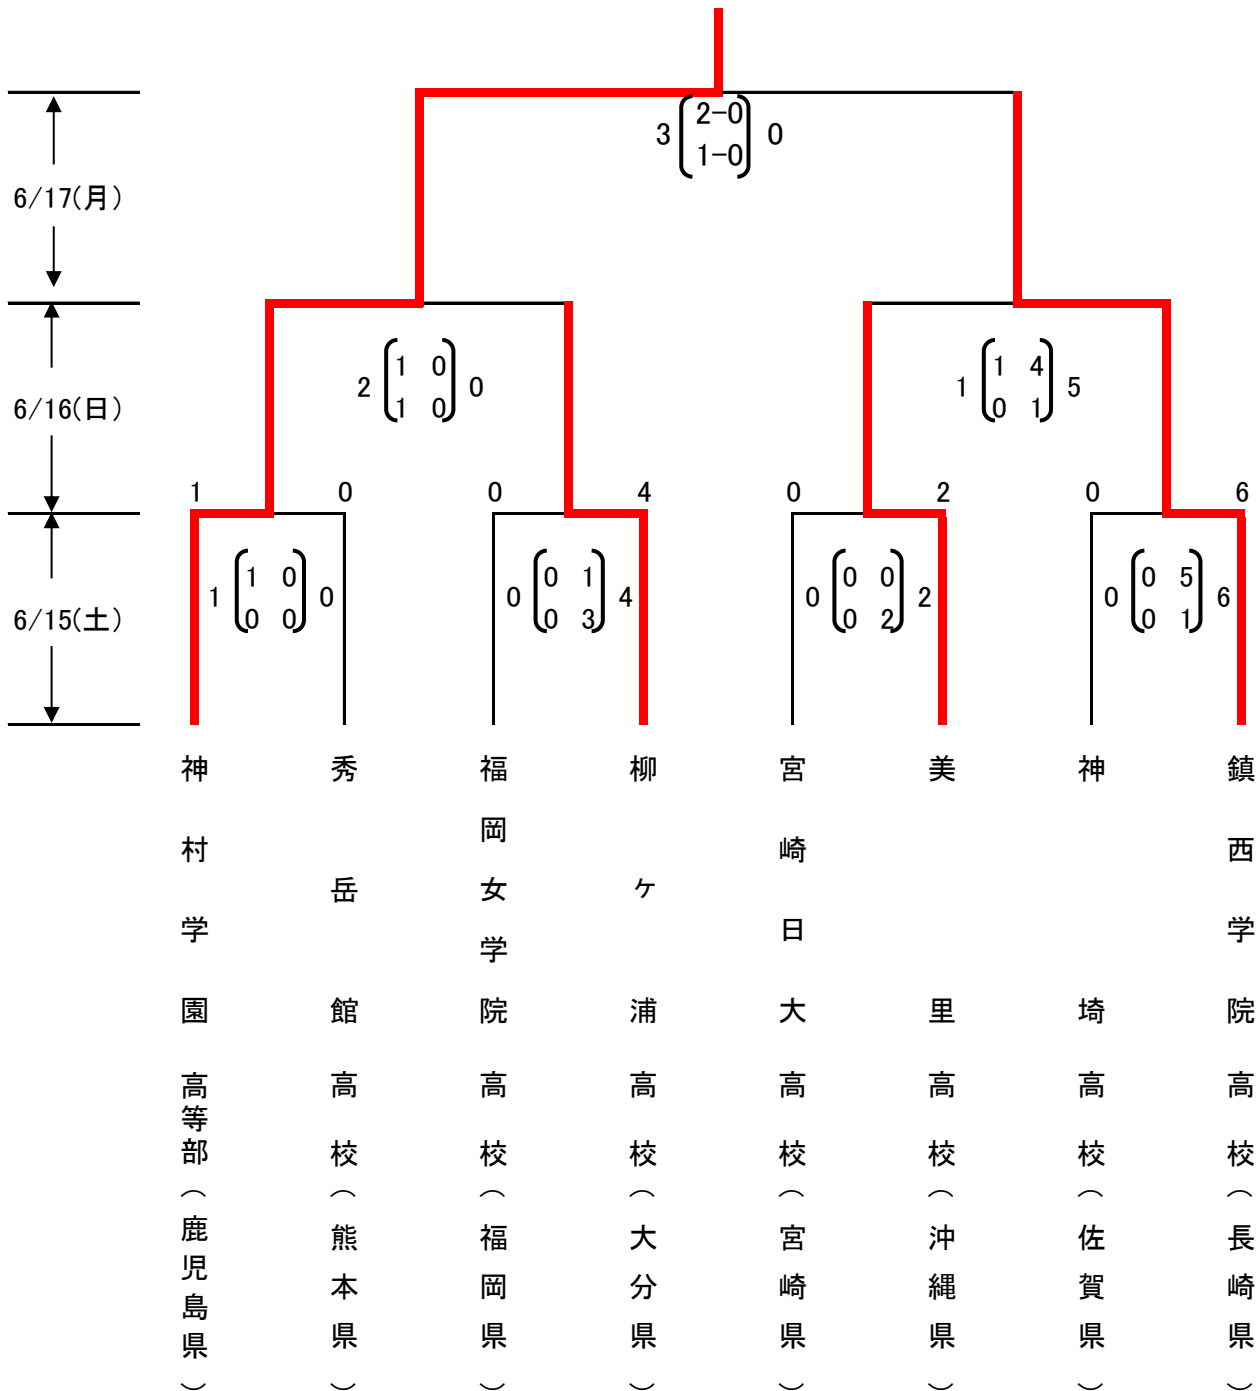 3 2-0 0
1-0
6/17(月)
2 1 0 0
1 0
1 1 4 5
0 1
6/16(日)
1 0 0 4 0 2 0 6
1 1 0 0
0 0
0 0 1 4
0 3
0 0 0 2
0 2
0 0 5 6
0 1
6/15(土)
神村学園高等部(鹿児島県)
秀岳館高校(熊本県)
福岡女学院高校(福岡県)
柳ヶ浦高校(大分県)
宮崎日大高校(宮崎県)
美里高校(沖縄県)
神埼高校(佐賀県)
鎮西学院高校(長崎県)